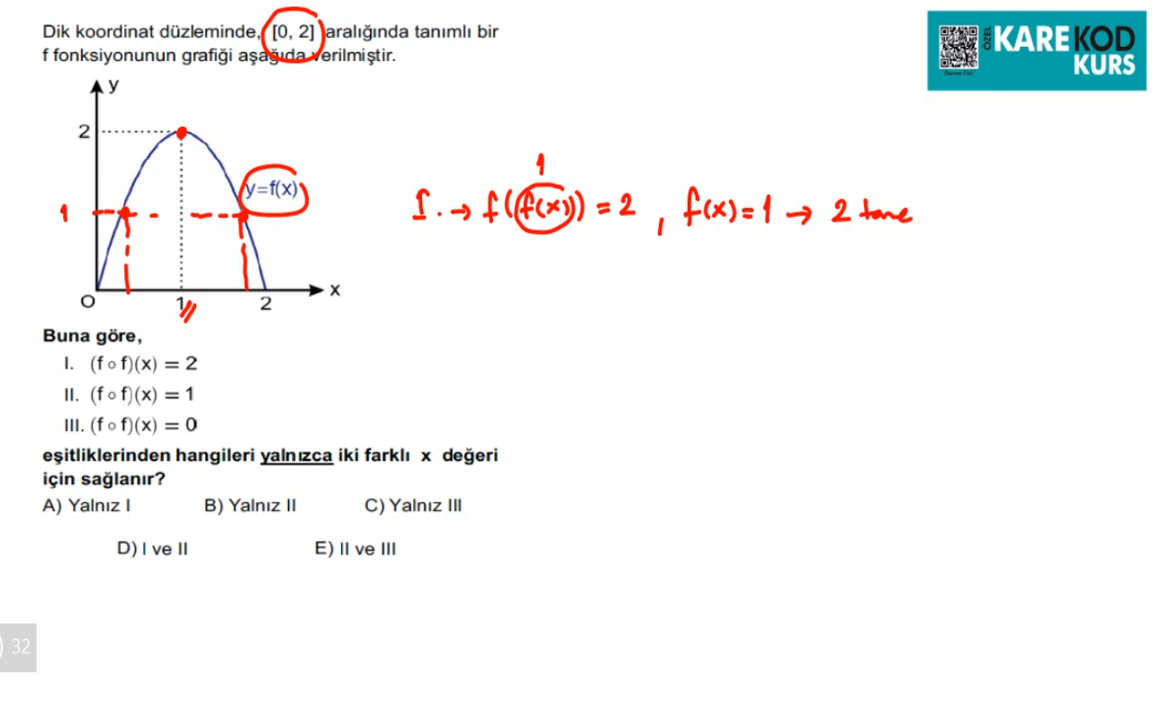 Dik koordinat düzleminde, [0, 2] aralığında tanımlı bir
f fonksiyonunun grafiği aşağıda verilmiştir.
ÖZEL KAREKOD
KURS
y
2
y=f(x)
1
1
I. → f(f(x)) = 2 , f(x) = 1 → 2 tane
O
1
2
x
Buna göre,
I. (f∘f)(x) = 2
II. (f∘f)(x) = 1
III. (f∘f)(x) = 0
eşitliklerinden hangileri yalnızca iki farklı x değeri
için sağlanır?
A) Yalnız I B) Yalnız II C) Yalnız III
D) I ve II E) II ve III
) 32